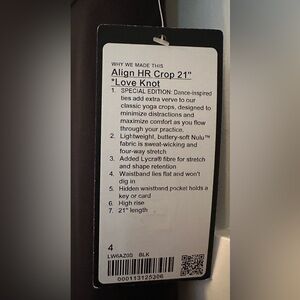 WHY WE MADE THIS
Align HR Crop 21"
*Love Knot
1. SPECIAL EDITION: Dance-inspired
ties add extra verve to our
classic yoga crops, designed to
minimize distractions and
maximize comfort as you flow
through your practice.
2. Lightweight, buttery-soft Nulu™
fabric is sweat-wicking and
four-way stretch
3. Added Lycra® fibre for stretch
and shape retention
4. Waistband lies flat and won't
dig in
5. Hidden waistband pocket holds a
key or card
6. High rise
7. 21" length
4
LW6AZ0S BLK
000113125306